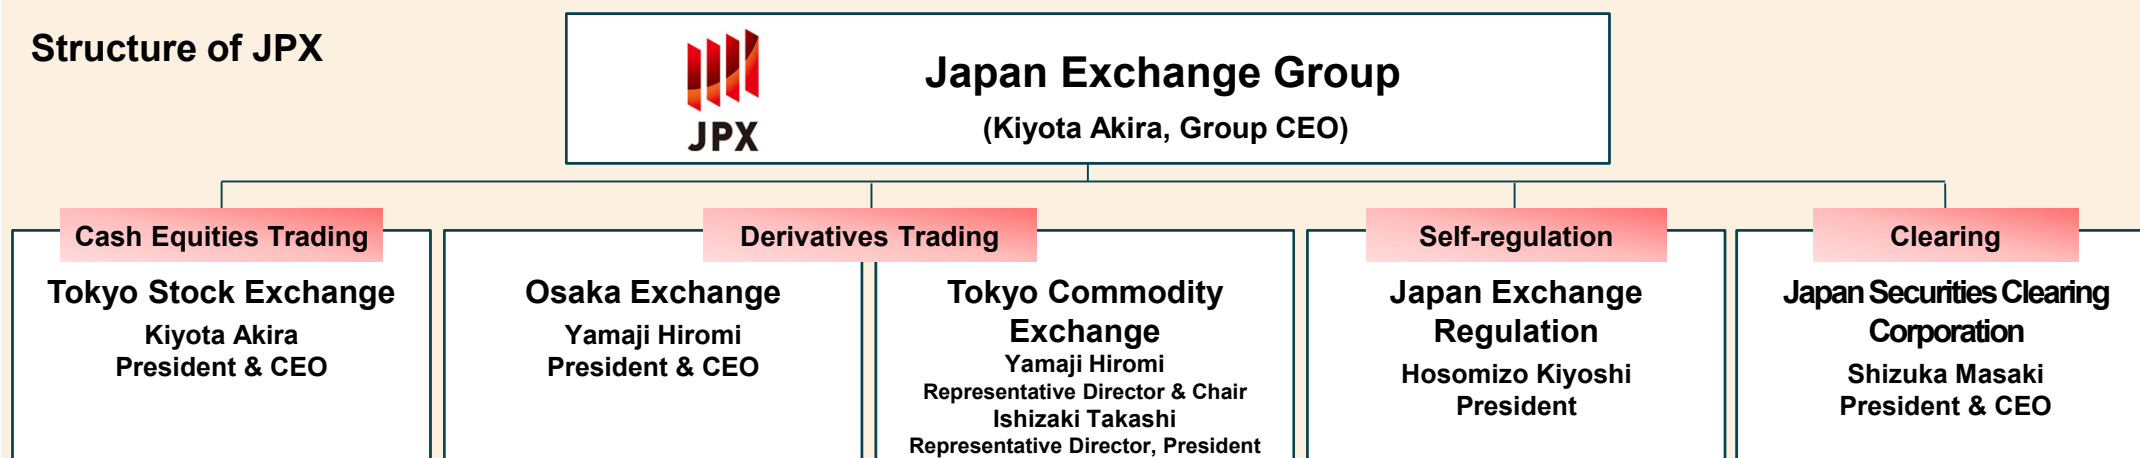 Structure of JPX
JPX
Japan Exchange Group
(Kiyota Akira, Group CEO)
Cash Equities Trading
Tokyo Stock Exchange
Kiyota Akira
President & CEO
Derivatives Trading
Osaka Exchange
Yamaji Hiromi
President & CEO
Tokyo Commodity
Exchange
Yamaji Hiromi
Representative Director & Chair
Ishizaki Takashi
Representative Director, President
Self-regulation
Japan Exchange
Regulation
Hosomizo Kiyoshi
President
Clearing
Japan Securities Clearing
Corporation
Shizuka Masaki
President & CEO